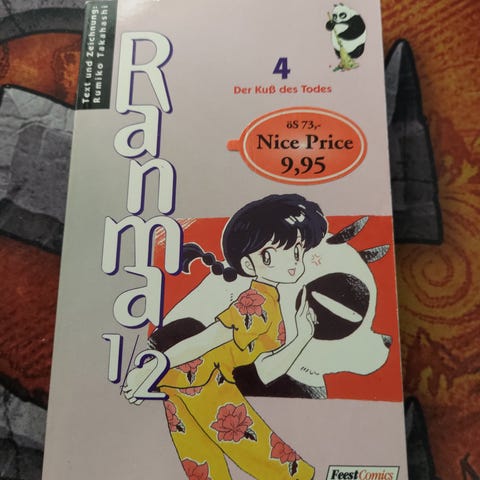 Text und Zeichnung:
Rumiko Takahashi
Ranma
1/2
4
Der Kuß des Todes
öS 73,-
Nice Price
9,95
FeestComics